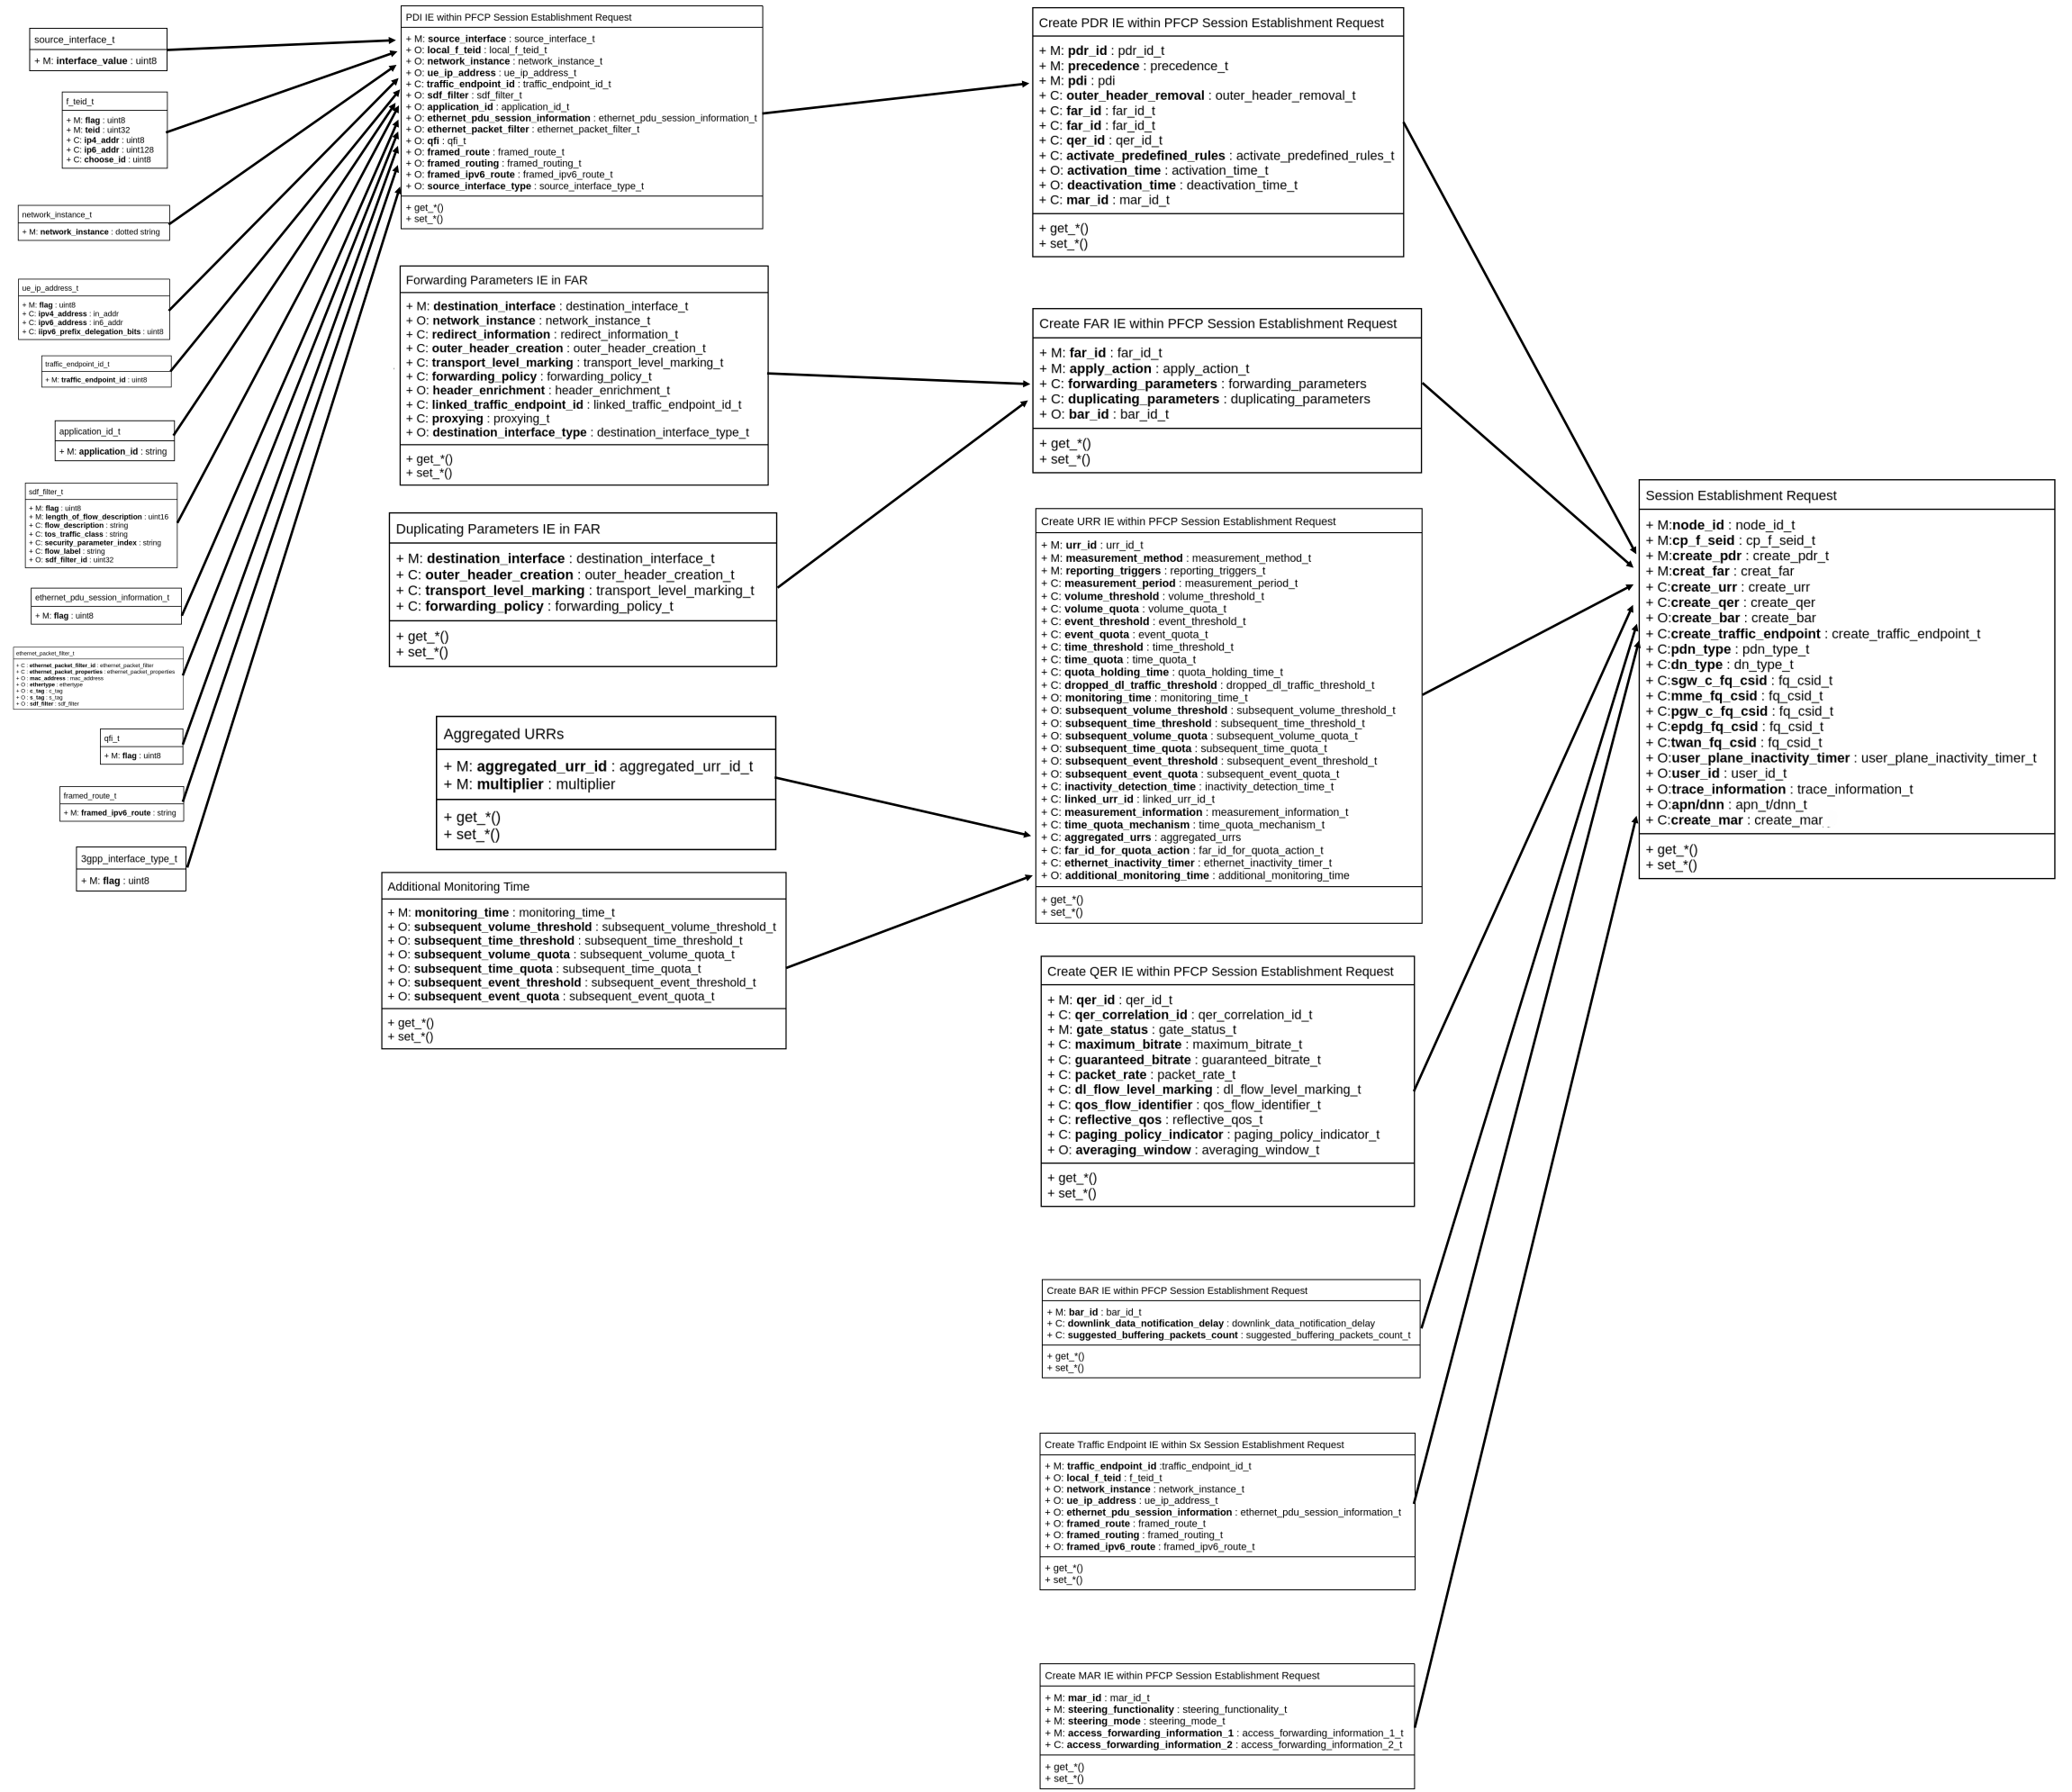 source_interface_t
+ M: interface_value : uint8
f_teid_t
+ M: flag : uint8
+ M: teid : uint32
+ C: ip4_addr : uint8
+ C: ip6_addr : uint128
+ C: choose_id : uint8
network_instance_t
+ M: network_instance : dotted string
ue_ip_address_t
+ M: flag : uint8
+ C: ipv4_address : in_addr
+ C: ipv6_address : in6_addr
+ C: iipv6_prefix_delegation_bits : uint8
traffic_endpoint_id_t
+ M: traffic_endpoint_id : uint8
application_id_t
+ M: application_id : string
sdf_filter_t
+ M: flag : uint8
+ M: length_of_flow_description : uint16
+ C: flow_description : string
+ C: tos_traffic_class : string
+ C: security_parameter_index : string
+ C: flow_label : string
+ O: sdf_filter_id : uint32
ethernet_pdu_session_information_t
+ M: flag : uint8
ethernet_packet_filter_t
+ C : ethernet_packet_filter_id : ethernet_packet_filter
+ C : ethernet_packet_properties : ethernet_packet_properties
+ O : mac_address : mac_address
+ O : ethertype : ethertype
+ O : c_tag : c_tag
+ O : s_tag : s_tag
+ O : sdf_filter : sdf_filter
qfi_t
+ M: flag : uint8
framed_route_t
+ M: framed_ipv6_route : string
3gpp_interface_type_t
+ M: flag : uint8
PDI IE within PFCP Session Establishment Request
+ M: source_interface : source_interface_t
+ O: local_f_teid : local_f_teid_t
+ O: network_instance : network_instance_t
+ O: ue_ip_address : ue_ip_address_t
+ C: traffic_endpoint_id : traffic_endpoint_id_t
+ O: sdf_filter : sdf_filter_t
+ O: application_id : application_id_t
+ O: ethernet_pdu_session_information : ethernet_pdu_session_information_t
+ O: ethernet_packet_filter : ethernet_packet_filter_t
+ O: qfi : qfi_t
+ O: framed_route : framed_route_t
+ O: framed_routing : framed_routing_t
+ O: framed_ipv6_route : framed_ipv6_route_t
+ O: source_interface_type : source_interface_type_t
+ get_*()
+ set_*()
Forwarding Parameters IE in FAR
+ M: destination_interface : destination_interface_t
+ O: network_instance : network_instance_t
+ C: redirect_information : redirect_information_t
+ C: outer_header_creation : outer_header_creation_t
+ C: transport_level_marking : transport_level_marking_t
+ C: forwarding_policy : forwarding_policy_t
+ O: header_enrichment : header_enrichment_t
+ C: linked_traffic_endpoint_id : linked_traffic_endpoint_id_t
+ C: proxying : proxying_t
+ O: destination_interface_type : destination_interface_type_t
+ get_*()
+ set_*()
Duplicating Parameters IE in FAR
+ M: destination_interface : destination_interface_t
+ C: outer_header_creation : outer_header_creation_t
+ C: transport_level_marking : transport_level_marking_t
+ C: forwarding_policy : forwarding_policy_t
+ get_*()
+ set_*()
Aggregated URRs
+ M: aggregated_urr_id : aggregated_urr_id_t
+ M: multiplier : multiplier
+ get_*()
+ set_*()
Additional Monitoring Time
+ M: monitoring_time : monitoring_time_t
+ O: subsequent_volume_threshold : subsequent_volume_threshold_t
+ O: subsequent_time_threshold : subsequent_time_threshold_t
+ O: subsequent_volume_quota : subsequent_volume_quota_t
+ O: subsequent_time_quota : subsequent_time_quota_t
+ O: subsequent_event_threshold : subsequent_event_threshold_t
+ O: subsequent_event_quota : subsequent_event_quota_t
+ get_*()
+ set_*()
Create PDR IE within PFCP Session Establishment Request
+ M: pdr_id : pdr_id_t
+ M: precedence : precedence_t
+ M: pdi : pdi
+ C: outer_header_removal : outer_header_removal_t
+ C: far_id : far_id_t
+ C: far_id : far_id_t
+ C: qer_id : qer_id_t
+ C: activate_predefined_rules : activate_predefined_rules_t
+ O: activation_time : activation_time_t
+ O: deactivation_time : deactivation_time_t
+ C: mar_id : mar_id_t
+ get_*()
+ set_*()
Create FAR IE within PFCP Session Establishment Request
+ M: far_id : far_id_t
+ M: apply_action : apply_action_t
+ C: forwarding_parameters : forwarding_parameters
+ C: duplicating_parameters : duplicating_parameters
+ O: bar_id : bar_id_t
+ get_*()
+ set_*()
Create URR IE within PFCP Session Establishment Request
+ M: urr_id : urr_id_t
+ M: measurement_method : measurement_method_t
+ M: reporting_triggers : reporting_triggers_t
+ C: measurement_period : measurement_period_t
+ C: volume_threshold : volume_threshold_t
+ C: volume_quota : volume_quota_t
+ C: event_threshold : event_threshold_t
+ C: event_quota : event_quota_t
+ C: time_threshold : time_threshold_t
+ C: time_quota : time_quota_t
+ C: quota_holding_time : quota_holding_time_t
+ C: dropped_dl_traffic_threshold : dropped_dl_traffic_threshold_t
+ O: monitoring_time : monitoring_time_t
+ O: subsequent_volume_threshold : subsequent_volume_threshold_t
+ O: subsequent_time_threshold : subsequent_time_threshold_t
+ O: subsequent_volume_quota : subsequent_volume_quota_t
+ O: subsequent_time_quota : subsequent_time_quota_t
+ O: subsequent_event_threshold : subsequent_event_threshold_t
+ O: subsequent_event_quota : subsequent_event_quota_t
+ C: inactivity_detection_time : inactivity_detection_time_t
+ C: linked_urr_id : linked_urr_id_t
+ C: measurement_information : measurement_information_t
+ C: time_quota_mechanism : time_quota_mechanism_t
+ C: aggregated_urrs : aggregated_urrs
+ C: far_id_for_quota_action : far_id_for_quota_action_t
+ C: ethernet_inactivity_timer : ethernet_inactivity_timer_t
+ O: additional_monitoring_time : additional_monitoring_time
+ get_*()
+ set_*()
Create QER IE within PFCP Session Establishment Request
+ M: qer_id : qer_id_t
+ C: qer_correlation_id : qer_correlation_id_t
+ M: gate_status : gate_status_t
+ C: maximum_bitrate : maximum_bitrate_t
+ C: guaranteed_bitrate : guaranteed_bitrate_t
+ C: packet_rate : packet_rate_t
+ C: dl_flow_level_marking : dl_flow_level_marking_t
+ C: qos_flow_identifier : qos_flow_identifier_t
+ C: reflective_qos : reflective_qos_t
+ C: paging_policy_indicator : paging_policy_indicator_t
+ O: averaging_window : averaging_window_t
+ get_*()
+ set_*()
Create BAR IE within PFCP Session Establishment Request
+ M: bar_id : bar_id_t
+ C: downlink_data_notification_delay : downlink_data_notification_delay
+ C: suggested_buffering_packets_count : suggested_buffering_packets_count_t
+ get_*()
+ set_*()
Create Traffic Endpoint IE within Sx Session Establishment Request
+ M: traffic_endpoint_id :traffic_endpoint_id_t
+ O: local_f_teid : f_teid_t
+ O: network_instance : network_instance_t
+ O: ue_ip_address : ue_ip_address_t
+ O: ethernet_pdu_session_information : ethernet_pdu_session_information_t
+ O: framed_route : framed_route_t
+ O: framed_routing : framed_routing_t
+ O: framed_ipv6_route : framed_ipv6_route_t
+ get_*()
+ set_*()
Create MAR IE within PFCP Session Establishment Request
+ M: mar_id : mar_id_t
+ M: steering_functionality : steering_functionality_t
+ M: steering_mode : steering_mode_t
+ M: access_forwarding_information_1 : access_forwarding_information_1_t
+ C: access_forwarding_information_2 : access_forwarding_information_2_t
+ get_*()
+ set_*()
Session Establishment Request
+ M:node_id : node_id_t
+ M:cp_f_seid : cp_f_seid_t
+ M:create_pdr : create_pdr_t
+ M:creat_far : creat_far
+ C:create_urr : create_urr
+ C:create_qer : create_qer
+ O:create_bar : create_bar
+ C:create_traffic_endpoint : create_traffic_endpoint_t
+ C:pdn_type : pdn_type_t
+ C:dn_type : dn_type_t
+ C:sgw_c_fq_csid : fq_csid_t
+ C:mme_fq_csid : fq_csid_t
+ C:pgw_c_fq_csid : fq_csid_t
+ C:epdg_fq_csid : fq_csid_t
+ C:twan_fq_csid : fq_csid_t
+ O:user_plane_inactivity_timer : user_plane_inactivity_timer_t
+ O:user_id : user_id_t
+ O:trace_information : trace_information_t
+ O:apn/dnn : apn_t/dnn_t
+ C:create_mar : create_mar
+ get_*()
+ set_*()